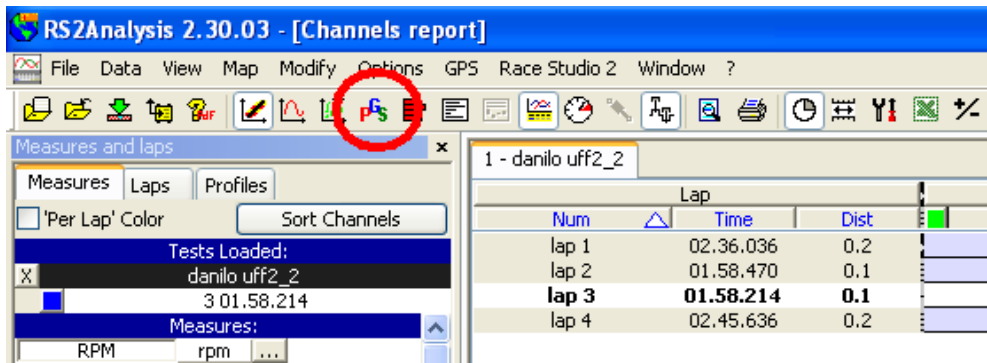 RS2Analysis 2.30.03 - [Channels report]
File Data View Map Modify Options GPS Race Studio 2 Window ?
Measures and laps x
1 - danilo uff2_2
Measures Laps Profiles
'Per Lap' Color Sort Channels
Lap
Num Time Dist
Tests Loaded:
X danilo uff2_2
3 01.58.214
Measures:
RPM rpm ...
lap 1 02.36.036 0.2
lap 2 01.58.470 0.1
lap 3 01.58.214 0.1
lap 4 02.45.636 0.2